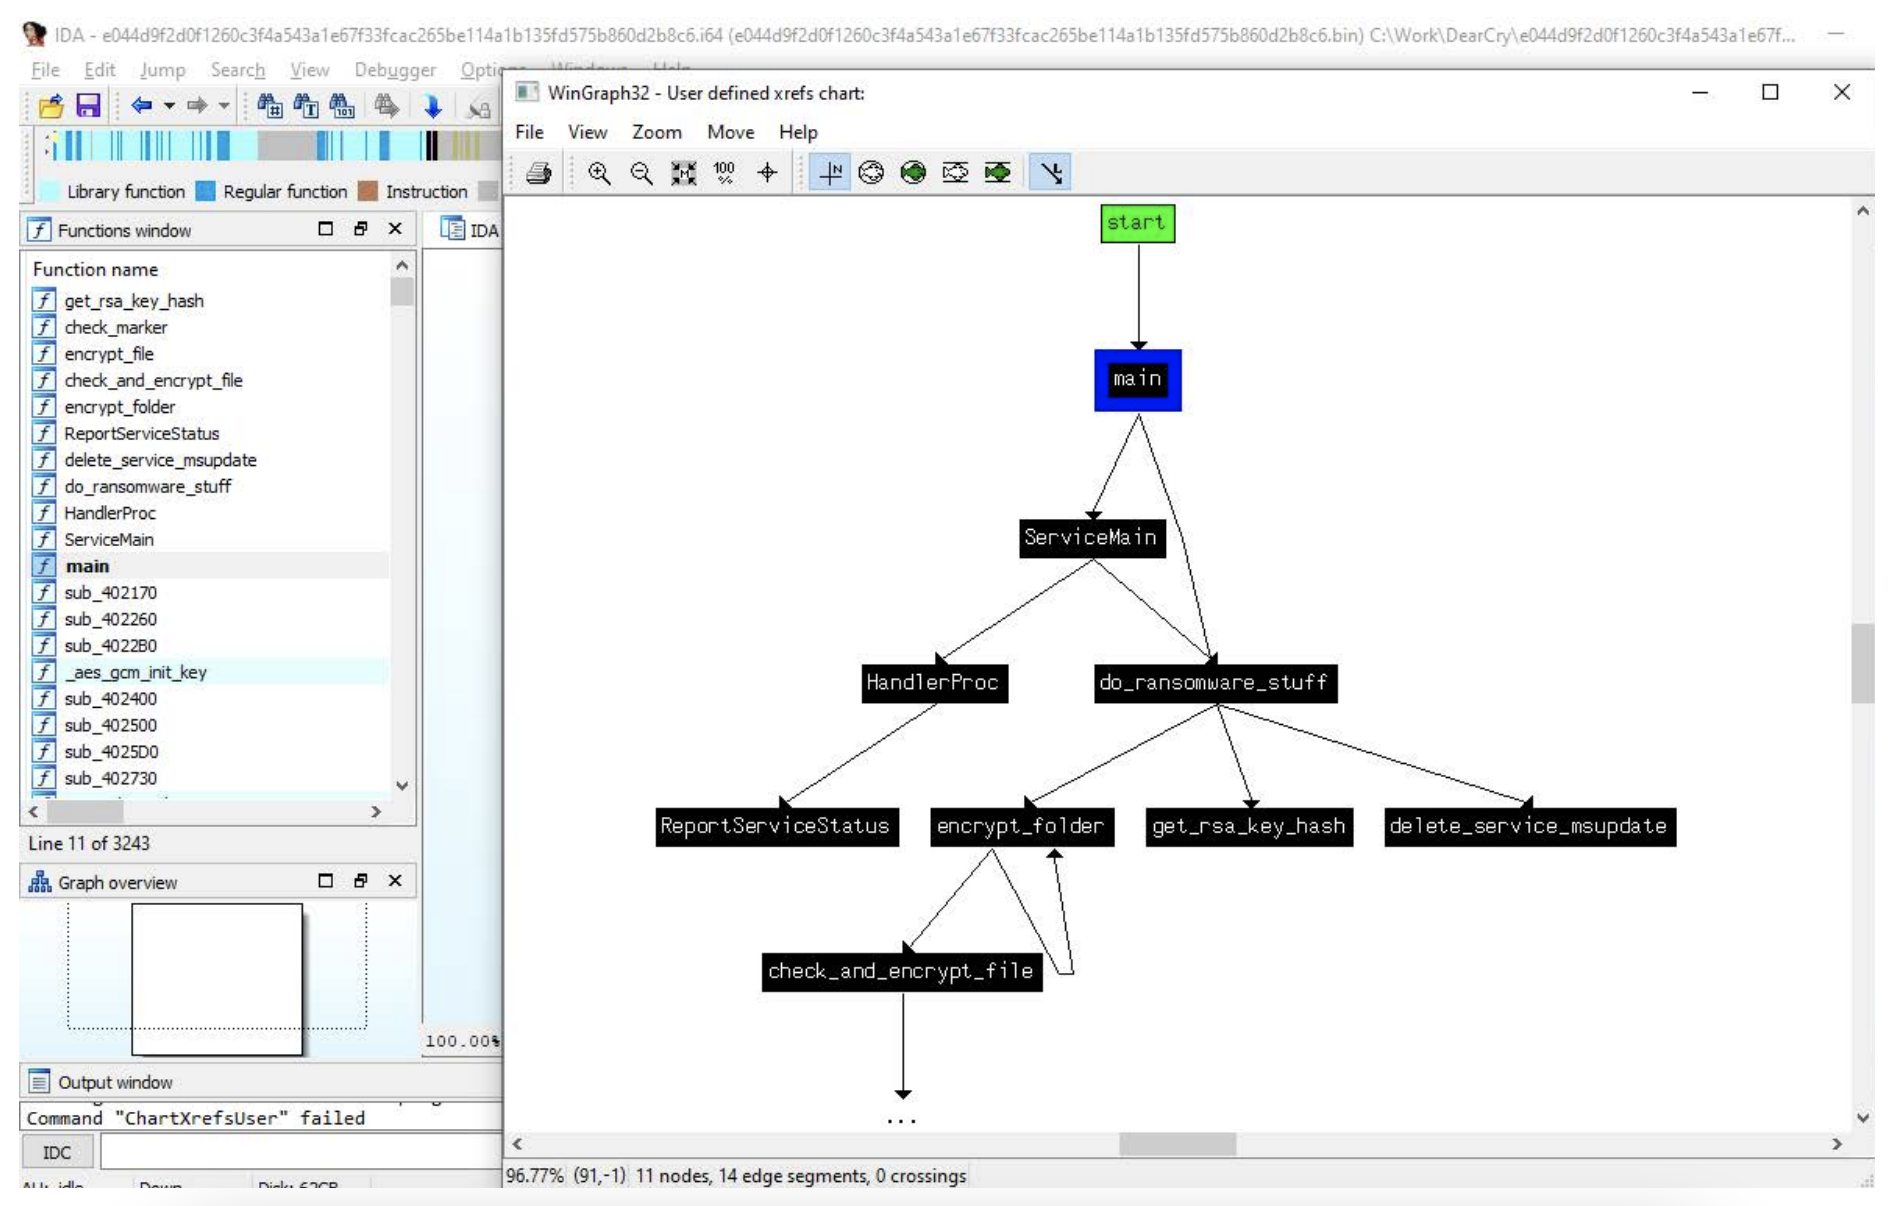 IDA - e044d9f2d0f1260c3f4a543a1e67f33fcac265be114a1b135fd575b860d2b8c6.i64 (e044d9f2d0f1260c3f4a543a1e67f33fcac265be114a1b135fd575b860d2b8c6.bin) C:\Work\DearCry\e044d9f2d0f1260c3f4a543a1e67f...
File Edit Jump Search View Debugger
WinGraph32 - User defined xrefs chart:
File View Zoom Move Help
100
%
Library function Regular function Instruction
Functions window
IDA
Function name
get_rsa_key_hash
check_marker
encrypt_file
check_and_encrypt_file
encrypt_folder
ReportServiceStatus
delete_service_msupdate
do_ransomware_stuff
HandlerProc
ServiceMain
main
sub_402170
sub_402260
sub_4022B0
_aes_gcm_init_key
sub_402400
sub_402500
sub_4025D0
sub_402730
Line 11 of 3243
Graph overview
100.00%
Output window
Command "ChartXrefsUser" failed
IDC
start
main
ServiceMain
HandlerProc do_ransomware_stuff
ReportServiceStatus encrypt_folder get_rsa_key_hash delete_service_msupdate
check_and_encrypt_file
...
96.77% (91,-1) 11 nodes, 14 edge segments, 0 crossings